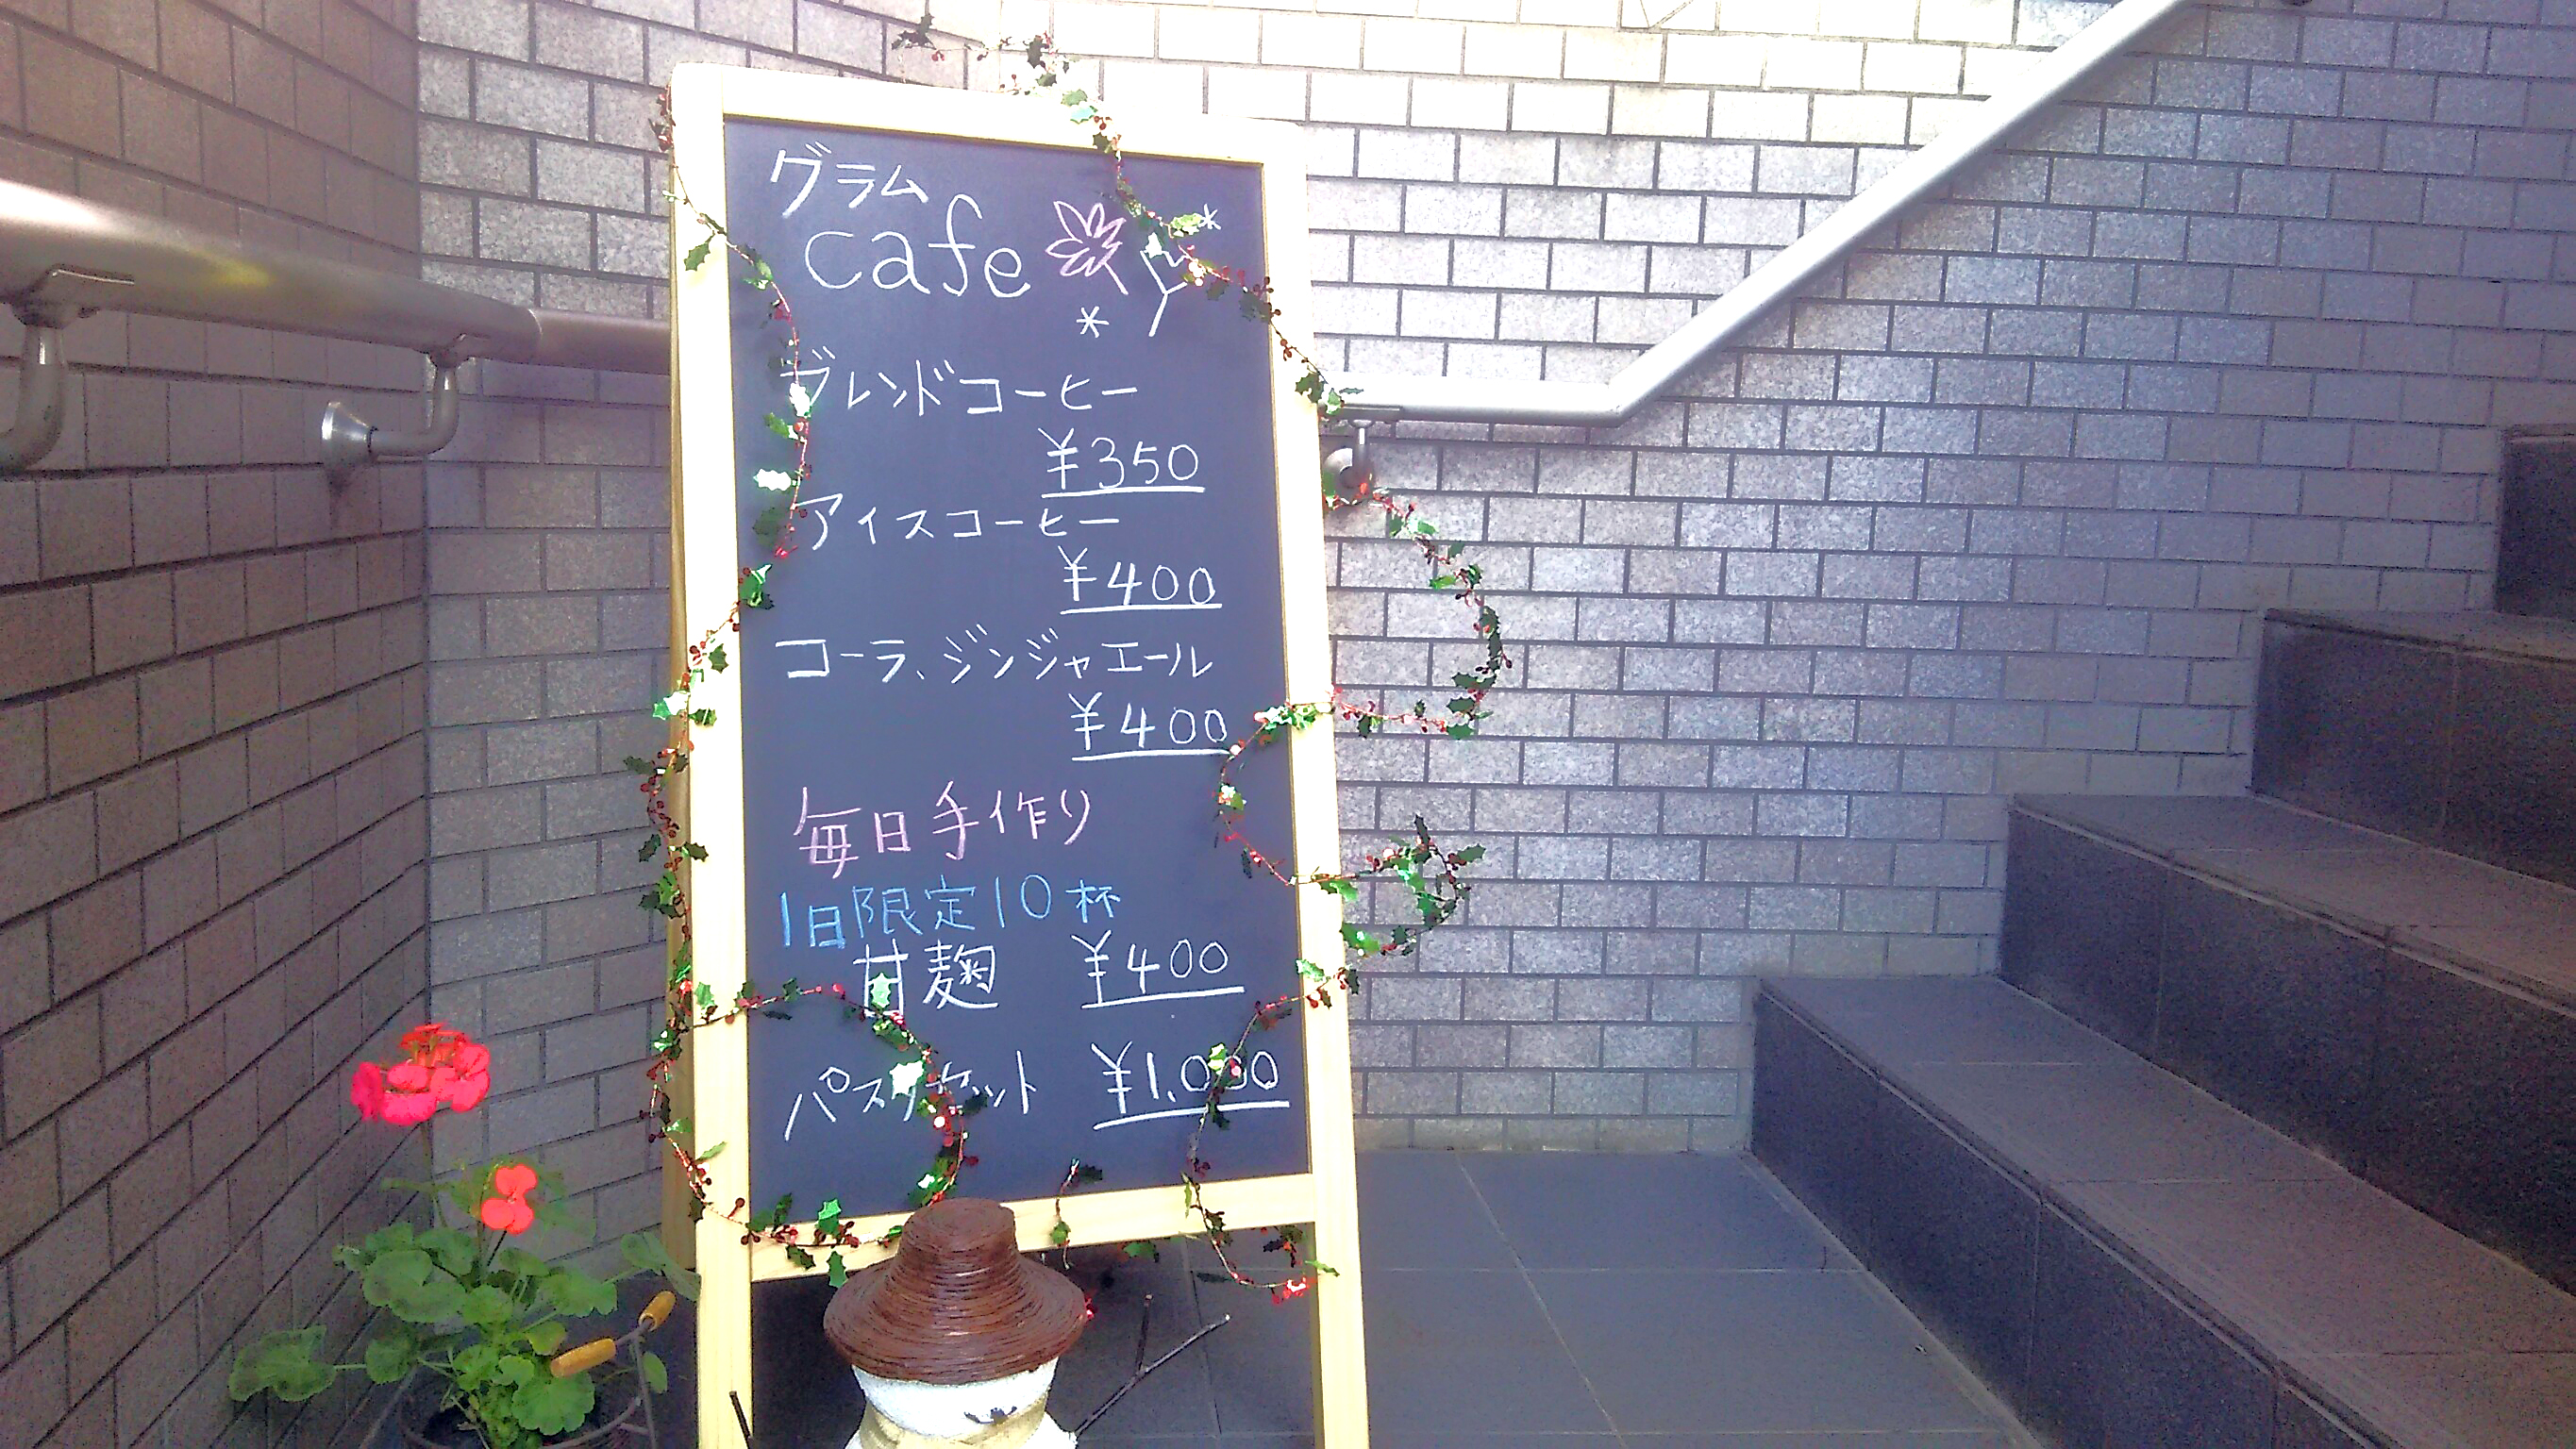 グラム
cafe
ブレンドコーヒー
¥350
アイスコーヒー
¥400
コーラ、ジンジャエール
¥400
毎日手作り
1日限定10杯
甘麹 ¥400
パスタセット ¥1,000